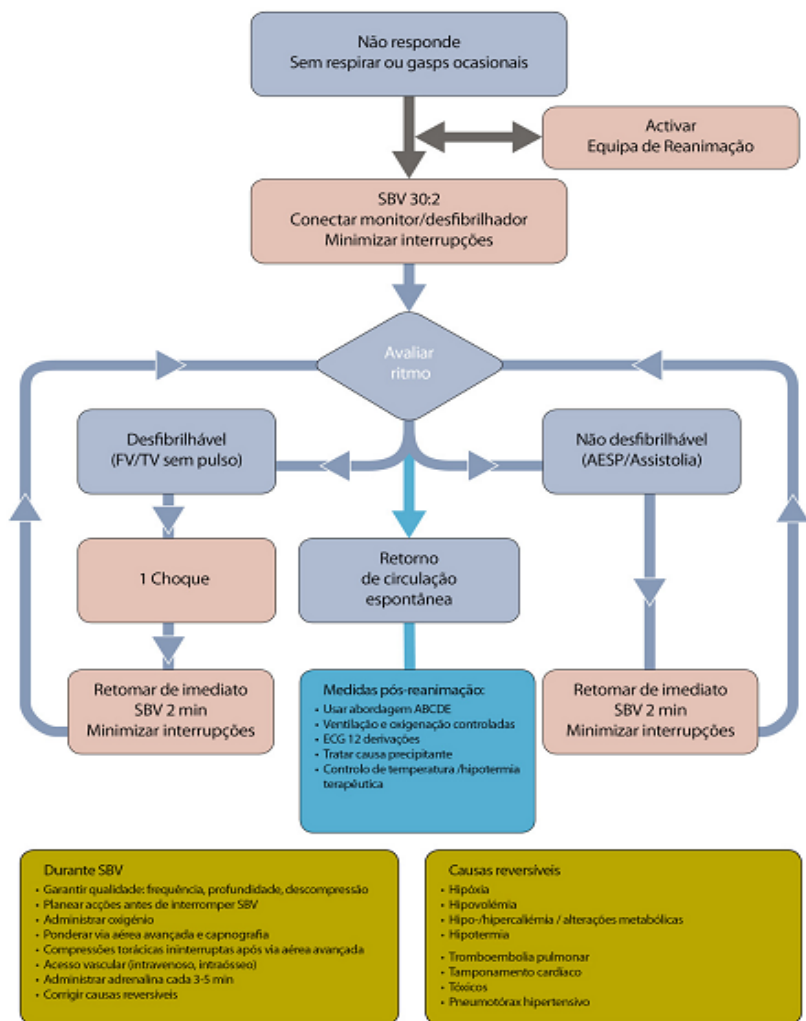 Não responde
Sem respirar ou gasps ocasionais
Activar
Equipa de Reanimação
SBV 30:2
Conectar monitor/desfibrilhador
Minimizar interrupções
Avaliar
ritmo
Desfibrilhável
(FV/TV sem pulso)
Não desfibrilhável
(AESP/Assistolia)
1 Choque
Retorno
de circulação
espontânea
Retomar de imediato
SBV 2 min
Minimizar interrupções
Medidas pós-reanimação:
• Usar abordagem ABCDE
• Ventilação e oxigenação controladas
• ECG 12 derivações
• Tratar causa precipitante
• Controlo de temperatura /hipotermia
terapêutica
Retomar de imediato
SBV 2 min
Minimizar interrupções
Durante SBV
• Garantir qualidade: frequência, profundidade, descompressão
• Planear acções antes de interromper SBV
• Administrar oxigénio
• Ponderar via aérea avançada e capnografia
• Compressões torácicas ininterruptas após via aérea avançada
• Acesso vascular (intravenoso, intraósseo)
• Administrar adrenalina cada 3-5 min
• Corrigir causas reversíveis
Causas reversíveis
• Hipóxia
• Hipovolémia
• Hipo-/hipercaliémia / alterações metabólicas
• Hipotermia
• Tromboembolia pulmonar
• Tamponamento cardíaco
• Tóxicos
• Pneumotórax hipertensivo